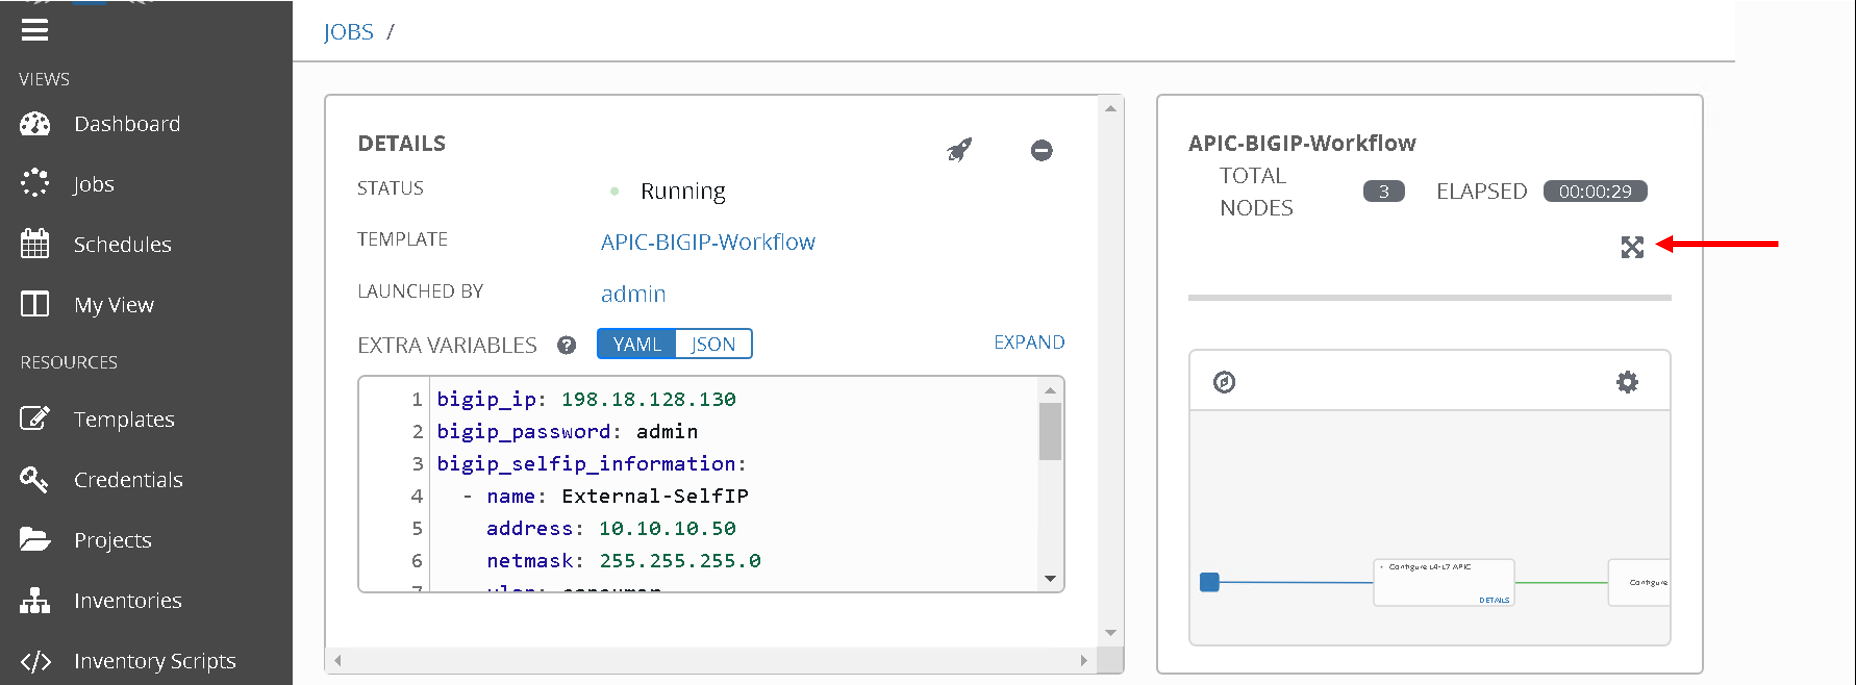 JOBS /
VIEWS
Dashboard
Jobs
Schedules
My View
RESOURCES
Templates
Credentials
Projects
Inventories
Inventory Scripts
DETAILS
STATUS
Running
TEMPLATE
APIC-BIGIP-Workflow
LAUNCHED BY
admin
EXTRA VARIABLES ? YAML JSON EXPAND
1 bigip_ip: 198.18.128.130
2 bigip_password: admin
3 bigip_selfip_information:
4 - name: External-SelfIP
5 address: 10.10.10.50
6 netmask: 255.255.255.0
7 vlan: consumer
APIC-BIGIP-Workflow
TOTAL
NODES
3
ELAPSED
00:00:29
Configure L4-L7 APIC
DETAILS
Configure